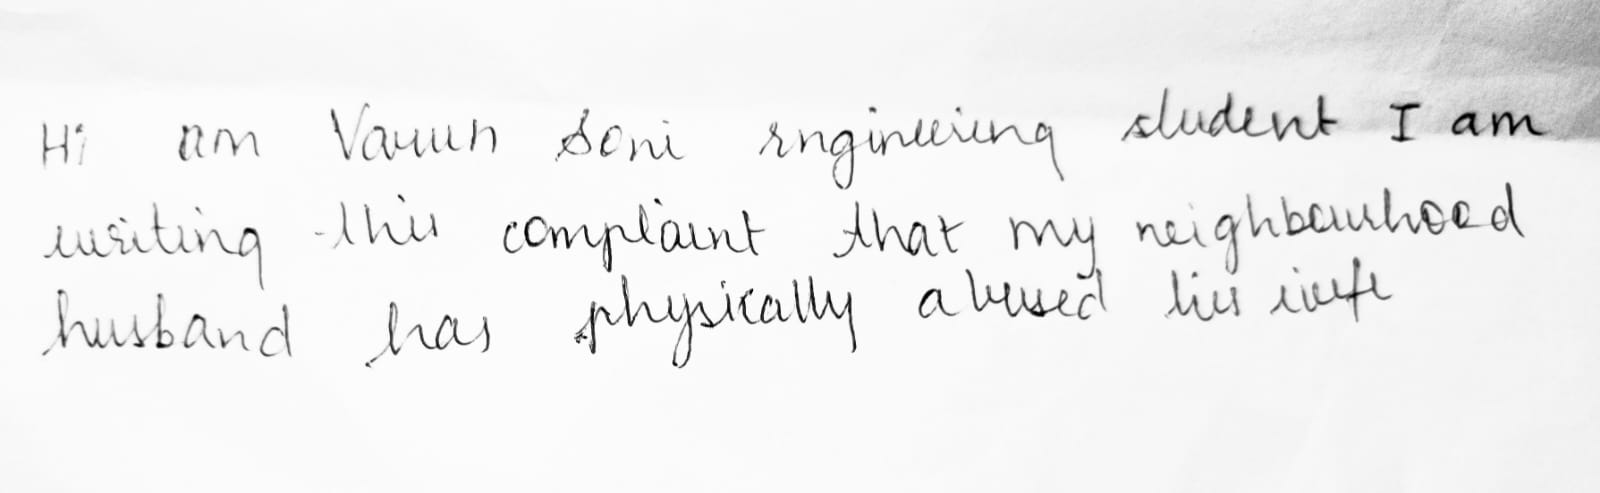 Hi am Varun Soni engineering student I am
writing this complaint that my neighbourhood
husband has physically abused his wife